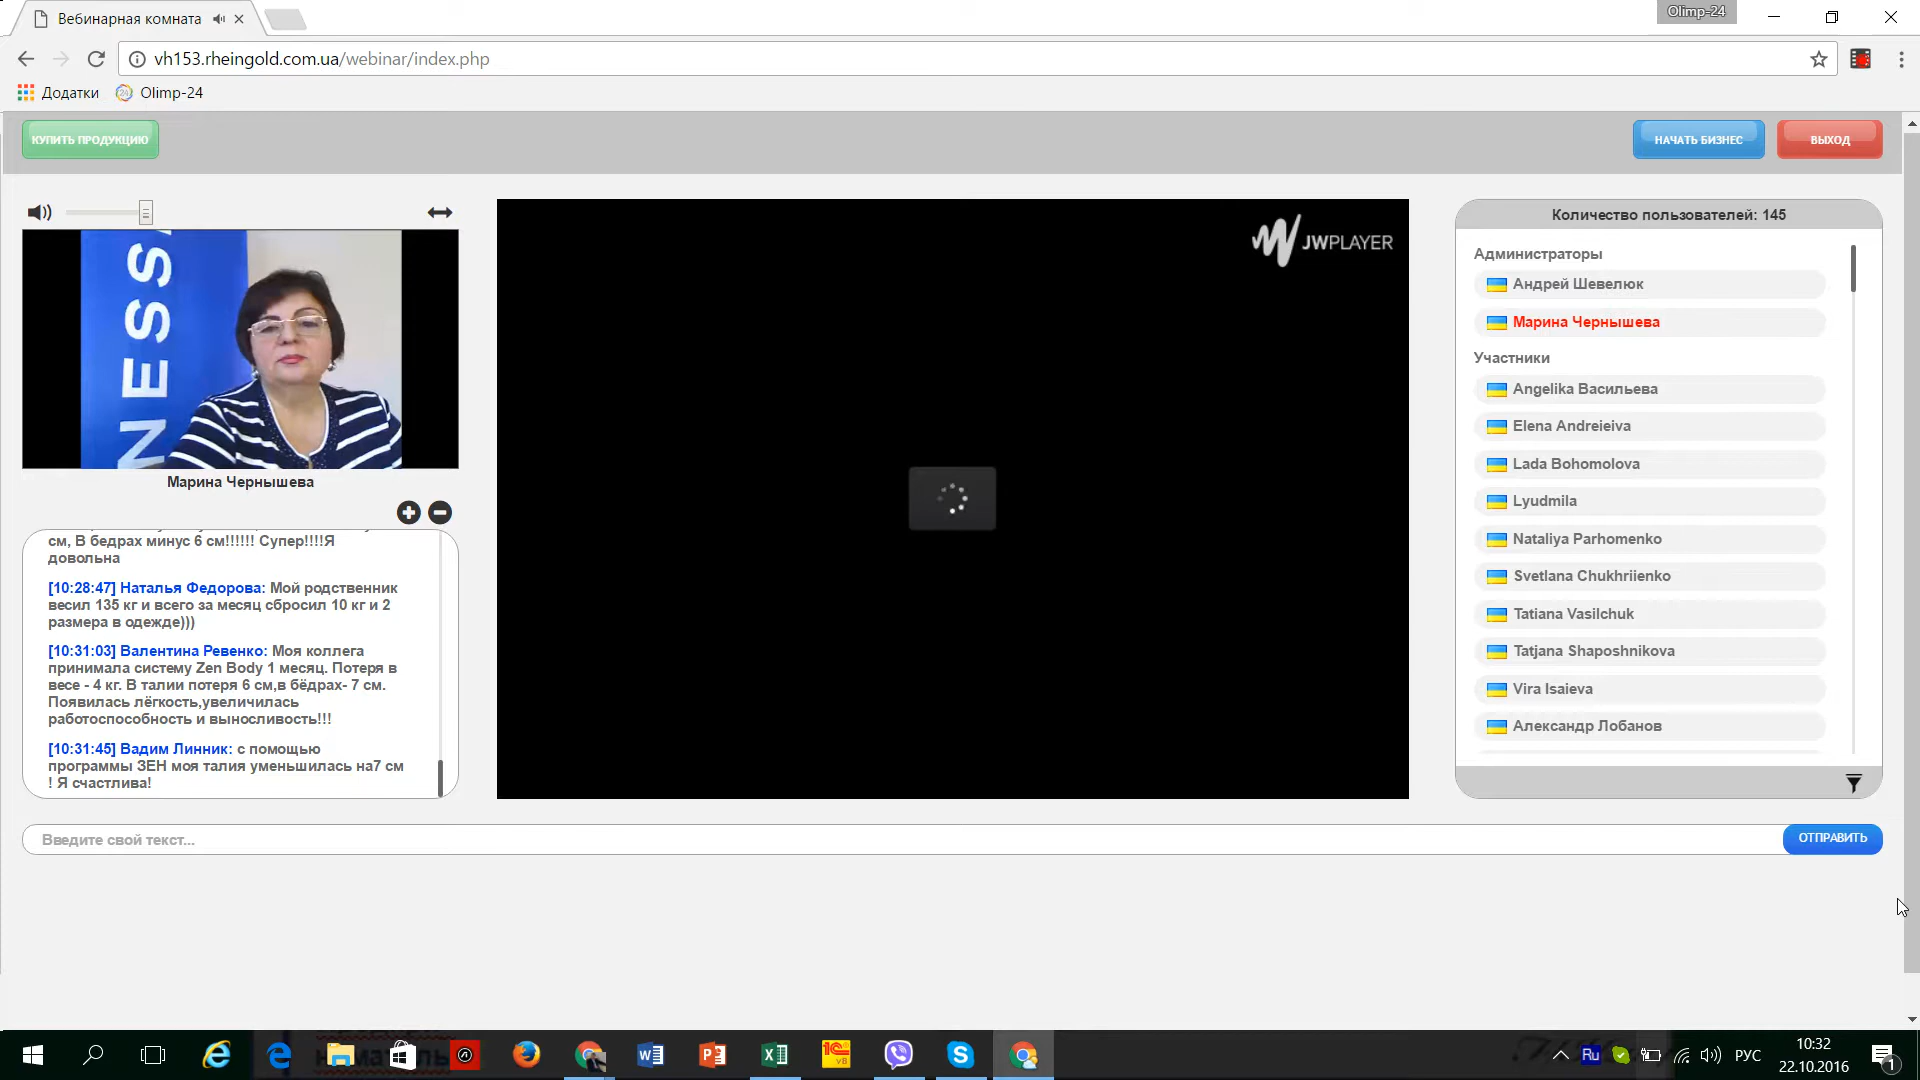 Вебинарная комната
Olimp-24
vh153.rheingold.com.ua/webinar/index.php
Додатки
Olimp-24
КУПИТЬ ПРОДУКЦИЮ
НАЧАТЬ БИЗНЕС
ВЫХОД
NESS
Марина Чернышева
см, В бедрах минус 6 см!!!!!! Супер!!!!Я
довольна
[10:28:47] Наталья Федорова: Мой родственник
весил 135 кг и всего за месяц сбросил 10 кг и 2
размера в одежде)))
[10:31:03] Валентина Ревенко: Моя коллега
принимала систему Zen Body 1 месяц. Потеря в
весе - 4 кг. В талии потеря 6 см,в бёдрах- 7 см.
Появилась лёгкость,увеличилась
работоспособность и выносливость!!!
[10:31:45] Вадим Линник: с помощью
программы ЗЕН моя талия уменьшилась на7 см
! Я счастлива!
JWPLAYER
Количество пользователей: 145
Администраторы
Андрей Шевелюк
Марина Чернышева
Участники
Angelika Васильева
Elena Andreieiva
Lada Bohomolova
Lyudmila
Nataliya Parhomenko
Svetlana Chukhriienko
Tatiana Vasilchuk
Tatjana Shaposhnikova
Vira Isaieva
Александр Лобанов
Введите свой текст...
ОТПРАВИТЬ
Ru
РУС
10:32
22.10.2016
1